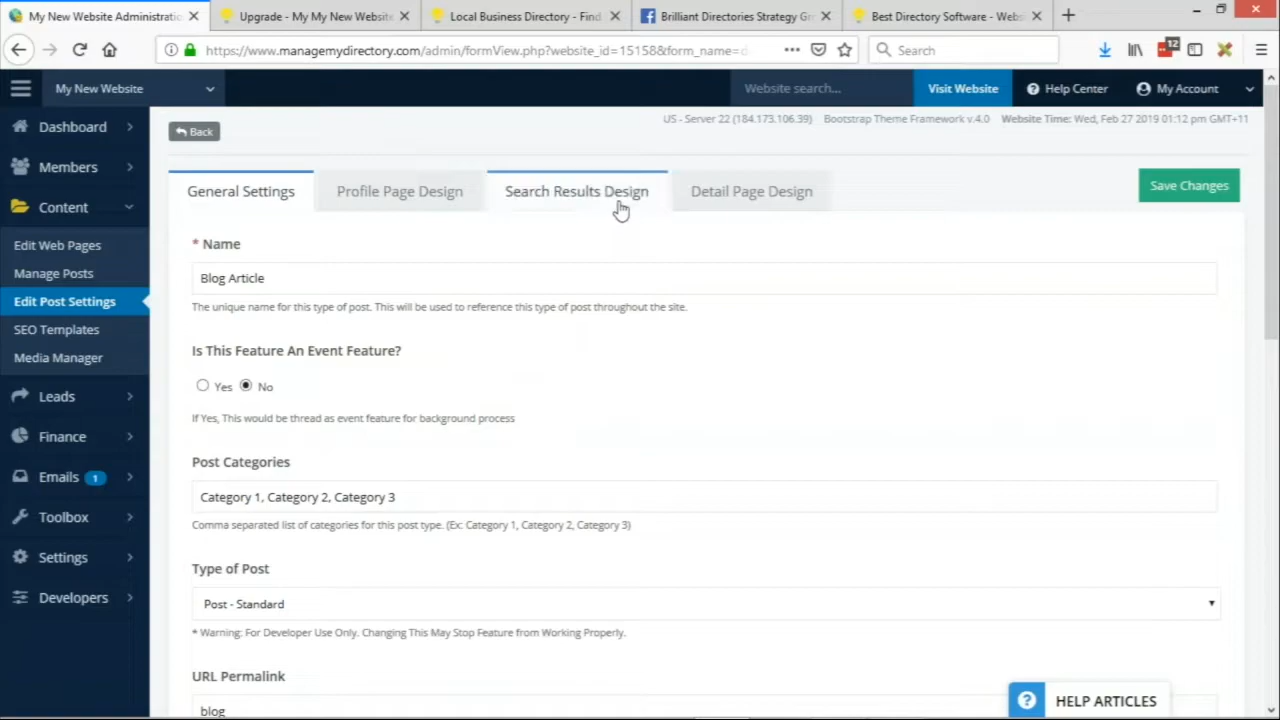 My New Website Administratio
Upgrade - My My New Website
Local Business Directory - Find
Brilliant Directories Strategy Gr
Best Directory Software - Webs
https://www.managemydirectory.com/admin/formView.php?website_id=15158&form_name=d
Search
12
My New Website
Website search...
Visit Website
Help Center
My Account
Dashboard
Members
Content
Edit Web Pages
Manage Posts
Edit Post Settings
SEO Templates
Media Manager
Leads
Finance
Emails 1
Toolbox
Settings
Developers
Back
US - Server 22 (184.173.106.39) Bootstrap Theme Framework v.4.0 Website Time: Wed, Feb 27 2019 01:12 pm GMT+11
General Settings
Profile Page Design
Search Results Design
Detail Page Design
Save Changes
* Name
Blog Article
The unique name for this type of post. This will be used to reference this type of post throughout the site.
Is This Feature An Event Feature?
Yes No
If Yes, This would be thread as event feature for background process
Post Categories
Category 1, Category 2, Category 3
Comma separated list of categories for this post type. (Ex: Category 1, Category 2, Category 3)
Type of Post
Post - Standard
* Warning: For Developer Use Only. Changing This May Stop Feature from Working Properly.
URL Permalink
blog
HELP ARTICLES